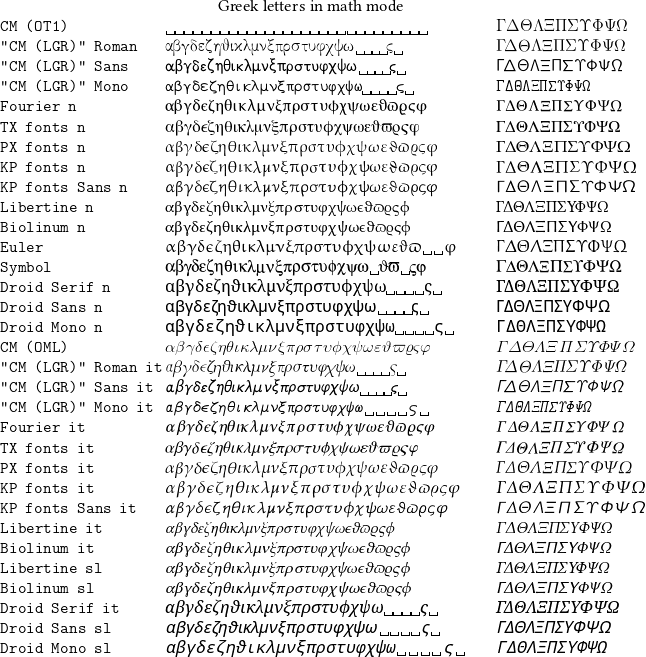 Greek letters in math mode
CM (OT1) ␣␣␣␣␣␣␣␣␣␣␣␣␣␣␣␣␣␣␣␣␣␣␣␣␣␣␣␣␣ ΓΔΘΛΞΠΣΥΦΨΩ
"CM (LGR)" Roman αβγδεζηθικλμνξπρστυφχψω␣␣␣␣ς␣ ΓΔΘΛΞΠΣΥΦΨΩ
"CM (LGR)" Sans αβγδεζηθικλμνξπρστυφχψω␣␣␣␣ς␣ ΓΔΘΛΞΠΣΥΦΨΩ
"CM (LGR)" Mono αβγδεζηθικλμνξπρστυφχψω␣␣␣␣ς␣ ΓΔΘΛΞΠΣΥΦΨΩ
Fourier n αβγδϵζηθικλμνξπρστυϕχψωεϑϖϱςφ ΓΔΘΛΞΠΣΥΦΨΩ
TX fonts n αβγδϵζηθικλμνξπρστυϕχψωεϑϖϱςφ ΓΔΘΛΞΠΣΥΦΨΩ
PX fonts n αβγδϵζηθικλμνξπρστυϕχψωεϑϖϱςφ ΓΔΘΛΞΠΣΥΦΨΩ
KP fonts n αβγδϵζηθικλμνξπρστυϕχψωεϑϖϱςφ ΓΔΘΛΞΠΣΥΦΨΩ
KP fonts Sans n αβγδϵζηθικλμνξπρστυϕχψωεϑϖϱςφ ΓΔΘΛΞΠΣΥΦΨΩ
Libertine n αβγδεζηθικλμνξπρστυφχψωϵϑϖϱςϕ ΓΔΘΛΞΠΣΥΦΨΩ
Biolinum n αβγδεζηθικλμνξπρστυφχψωϵϑϖϱςϕ ΓΔΘΛΞΠΣΥΦΨΩ
Euler αβγδϵζηθικλμνξπρστυϕχψωεϑϖ␣␣φ ΓΔΘΛΞΠΣΥΦΨΩ
Symbol αβγδεζηθικλμνξπρστυϕχψω␣ϑϖ␣ςφ ΓΔΘΛΞΠΣΥΦΨΩ
Droid Serif n αβγδεζηϑικλμνξπρστυϕχψω␣␣␣␣ς␣ ΓΔΘΛΞΠΣΥΦΨΩ
Droid Sans n αβγδεζηϑικλμνξπρστυφχψω␣␣␣␣ς␣ ΓΔΘΛΞΠΣΥΦΨΩ
Droid Mono n αβγδεζηϑικλμνξπρστυφχψω␣␣␣␣ς␣ ΓΔΘΛΞΠΣΥΦΨΩ
CM (OML) αβγδϵζηθικλμνξπρστυϕχψωεϑϖϱςφ ΓΔΘΛΞΠΣΥΦΨΩ
"CM (LGR)" Roman it αβγδεζηθικλμνξπρστυφχψω␣␣␣␣ς␣ ΓΔΘΛΞΠΣΥΦΨΩ
"CM (LGR)" Sans it αβγδεζηθικλμνξπρστυφχψω␣␣␣␣ς␣ ΓΔΘΛΞΠΣΥΦΨΩ
"CM (LGR)" Mono it αβγδεζηθικλμνξπρστυφχψω␣␣␣␣ς␣ ΓΔΘΛΞΠΣΥΦΨΩ
Fourier it αβγδϵζηθικλμνξπρστυϕχψωεϑϖϱςφ ΓΔΘΛΞΠΣΥΦΨΩ
TX fonts it αβγδϵζηθικλμνξπρστυϕχψωεϑϖϱςφ ΓΔΘΛΞΠΣΥΦΨΩ
PX fonts it αβγδϵζηθικλμνξπρστυϕχψωεϑϖϱςφ ΓΔΘΛΞΠΣΥΦΨΩ
KP fonts it αβγδϵζηθικλμνξπρστυϕχψωεϑϖϱςφ ΓΔΘΛΞΠΣΥΦΨΩ
KP fonts Sans it αβγδϵζηθικλμνξπρστυϕχψωεϑϖϱςφ ΓΔΘΛΞΠΣΥΦΨΩ
Libertine it αβγδεζηθικλμνξπρστυφχψωϵϑϖϱςϕ ΓΔΘΛΞΠΣΥΦΨΩ
Biolinum it αβγδεζηθικλμνξπρστυφχψωϵϑϖϱςϕ ΓΔΘΛΞΠΣΥΦΨΩ
Libertine sl αβγδεζηθικλμνξπρστυφχψωϵϑϖϱςϕ ΓΔΘΛΞΠΣΥΦΨΩ
Biolinum sl αβγδεζηθικλμνξπρστυφχψωϵϑϖϱςϕ ΓΔΘΛΞΠΣΥΦΨΩ
Droid Serif it αβγδεζηϑικλμνξπρστυϕχψω␣␣␣␣ς␣ ΓΔΘΛΞΠΣΥΦΨΩ
Droid Sans sl αβγδεζηϑικλμνξπρστυφχψω␣␣␣␣ς␣ ΓΔΘΛΞΠΣΥΦΨΩ
Droid Mono sl αβγδεζηϑικλμνξπρστυφχψω␣␣␣␣ς␣ ΓΔΘΛΞΠΣΥΦΨΩ